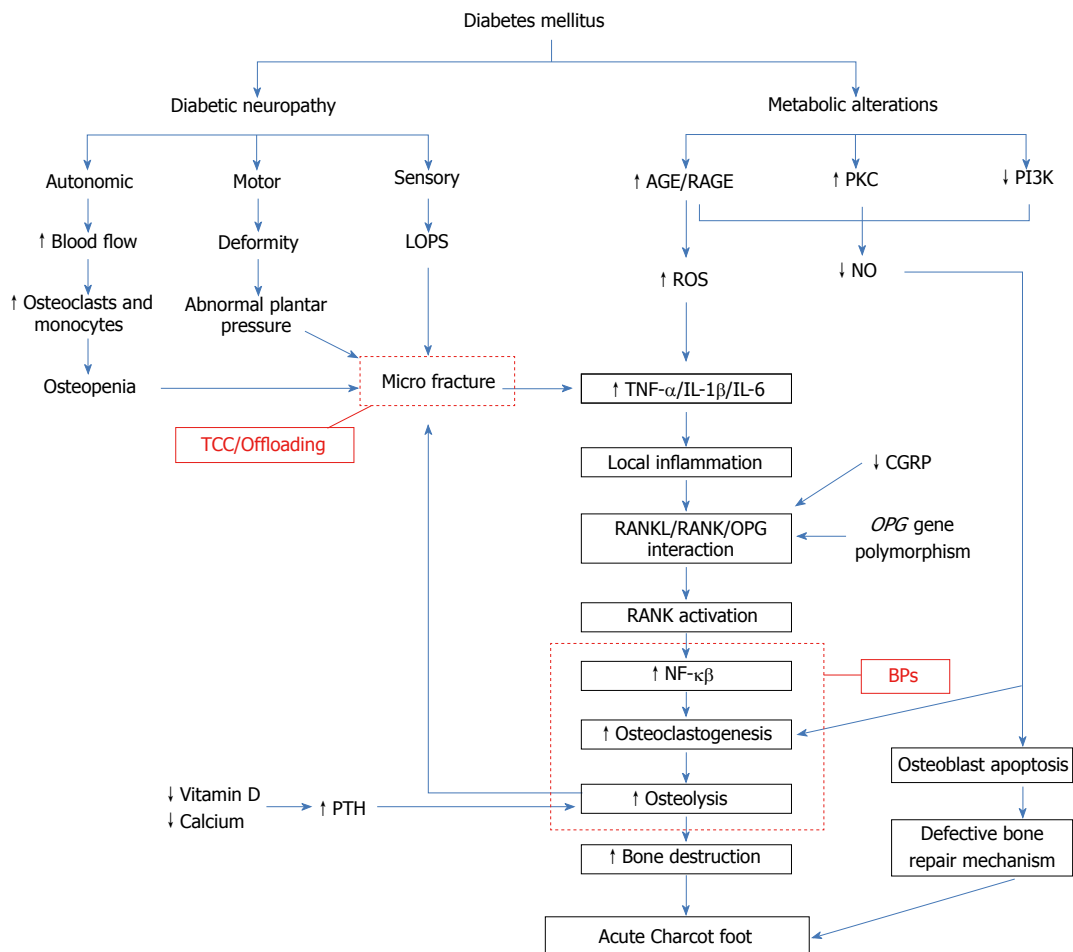 Diabetes mellitus
Diabetic neuropathy
Metabolic alterations
Autonomic
Motor
Sensory
↑ AGE/RAGE
↑ PKC
↓ PI3K
↑ Blood flow
Deformity
LOPS
↑ ROS
↓ NO
↑ Osteoclasts and
monocytes
Abnormal plantar
pressure
Osteopenia
Micro fracture
↑ TNF-α/IL-1β/IL-6
TCC/Offloading
Local inflammation
↓ CGRP
RANKL/RANK/OPG
interaction
OPG gene
polymorphism
RANK activation
↑ NF-κβ
BPs
↑ Osteoclastogenesis
Osteoblast apoptosis
↓ Vitamin D
↓ Calcium
↑ PTH
↑ Osteolysis
Defective bone
repair mechanism
↑ Bone destruction
Acute Charcot foot